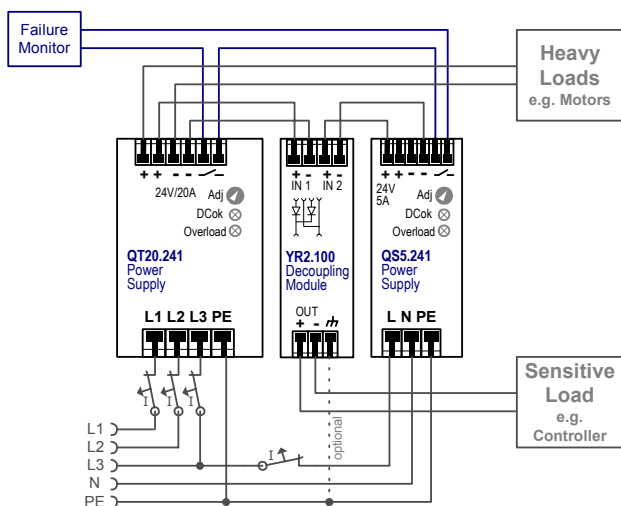 Failure
Monitor
Heavy
Loads
e.g. Motors
+ + - -
24V/20A
Adj
DCok
Overload
QT20.241
Power
Supply
L1 L2 L3 PE
+ - + -
IN 1 IN 2
YR2.100
Decoupling
Module
OUT
+ -
+ + - -
24V
5A
Adj
DCok
Overload
QS5.241
Power
Supply
L N PE
Sensitive
Load
e.g.
Controller
I I I
L1
L2
L3
N
PE
I
optional